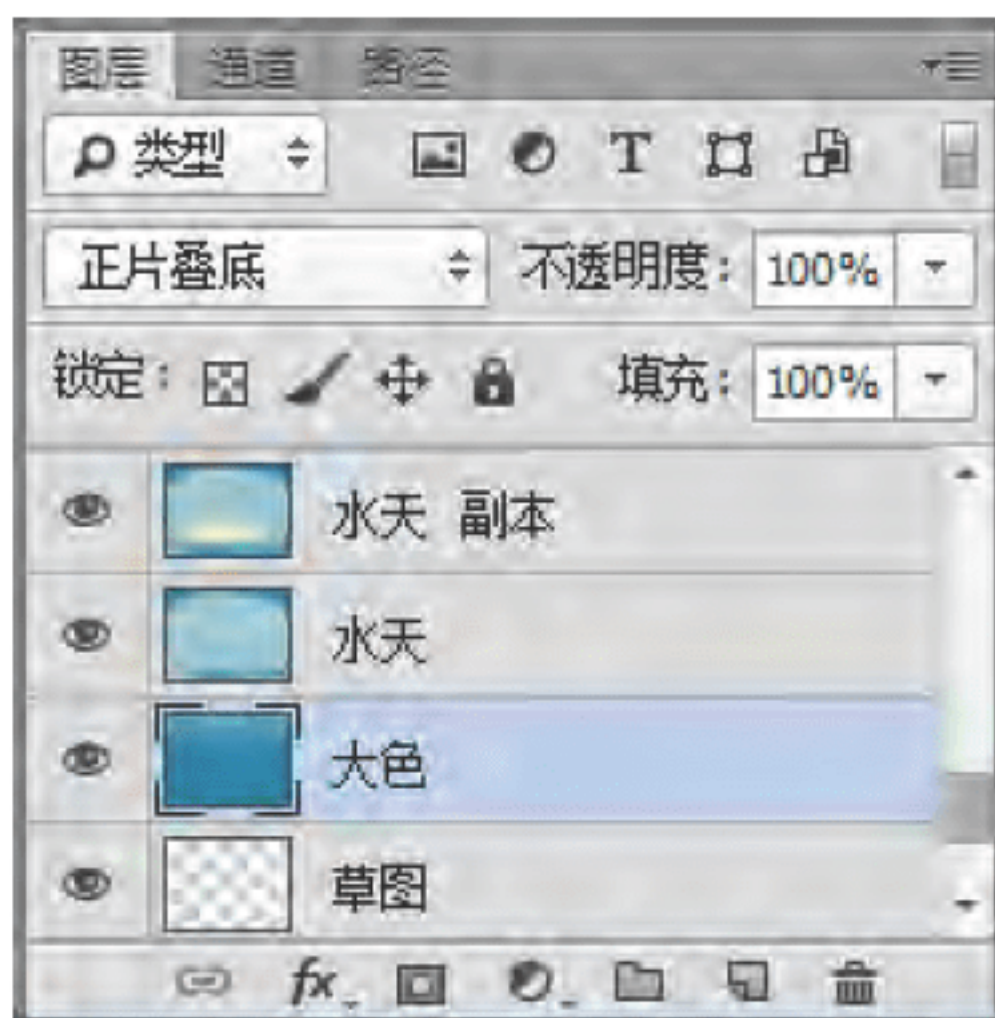 图层 通道 路径
类型 T
正片叠底 不透明度: 100%
锁定: 填充: 100%
水天 副本
水天
大色
草图
fx.